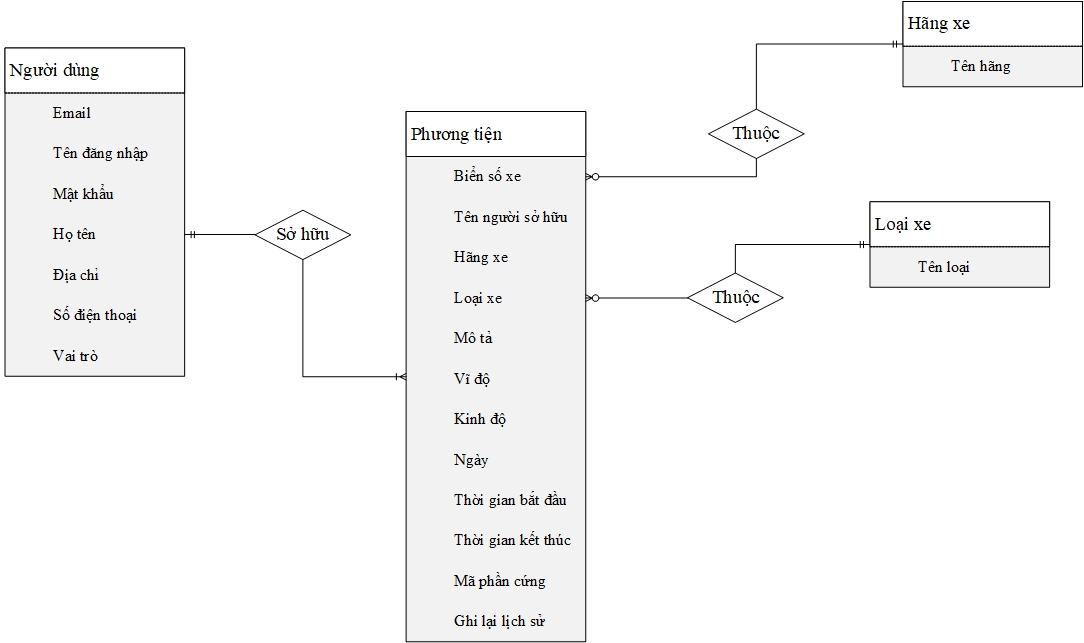 Người dùng
Email
Tên đăng nhập
Mật khẩu
Họ tên
Địa chỉ
Số điện thoại
Vai trò
Sở hữu
Phương tiện
Biển số xe
Tên người sở hữu
Hãng xe
Loại xe
Mô tả
Vĩ độ
Kinh độ
Ngày
Thời gian bắt đầu
Thời gian kết thúc
Mã phần cứng
Ghi lại lịch sử
Thuộc
Hãng xe
Tên hãng
Thuộc
Loại xe
Tên loại